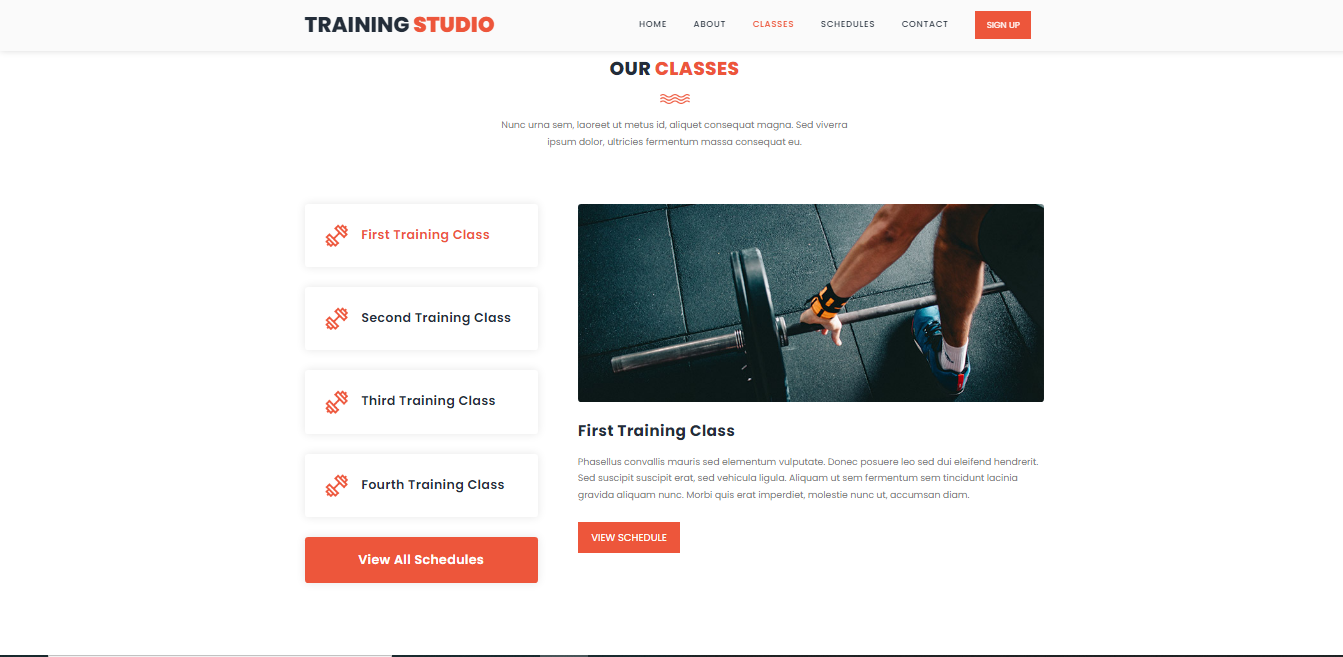 TRAINING STUDIO
HOME
ABOUT
CLASSES
SCHEDULES
CONTACT
SIGN UP
OUR CLASSES
Nunc urna sem, laoreet ut metus id, aliquet consequat magna. Sed viverra
ipsum dolor, ultricies fermentum massa consequat eu.
First Training Class
Second Training Class
Third Training Class
Fourth Training Class
View All Schedules
First Training Class
Phasellus convallis mauris sed elementum vulputate. Donec posuere leo sed dui eleifend hendrerit.
Sed suscipit suscipit erat, sed vehicula ligula. Aliquam ut sem fermentum sem tincidunt lacinia
gravida aliquam nunc. Morbi quis erat imperdiet, molestie nunc ut, accumsan diam.
VIEW SCHEDULE